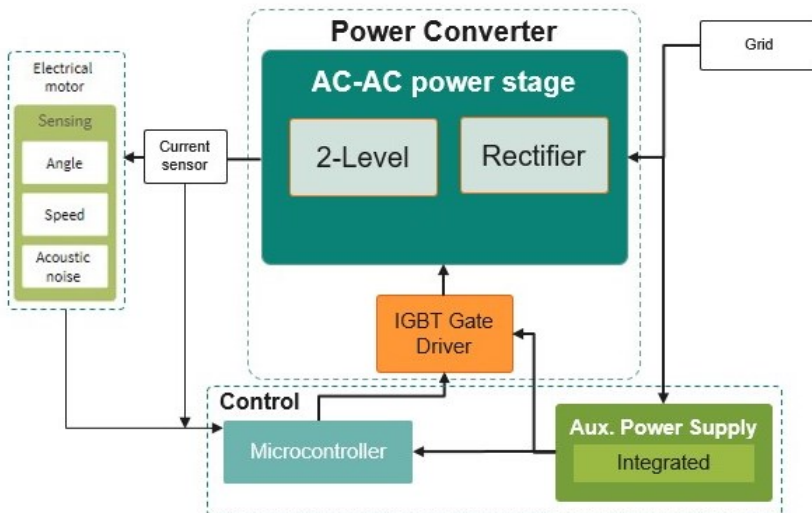 Power Converter
Grid
AC-AC power stage
2-Level
Rectifier
Electrical
motor
Sensing
Angle
Speed
Acoustic
noise
Current
sensor
IGBT Gate
Driver
Control
Microcontroller
Aux. Power Supply
Integrated